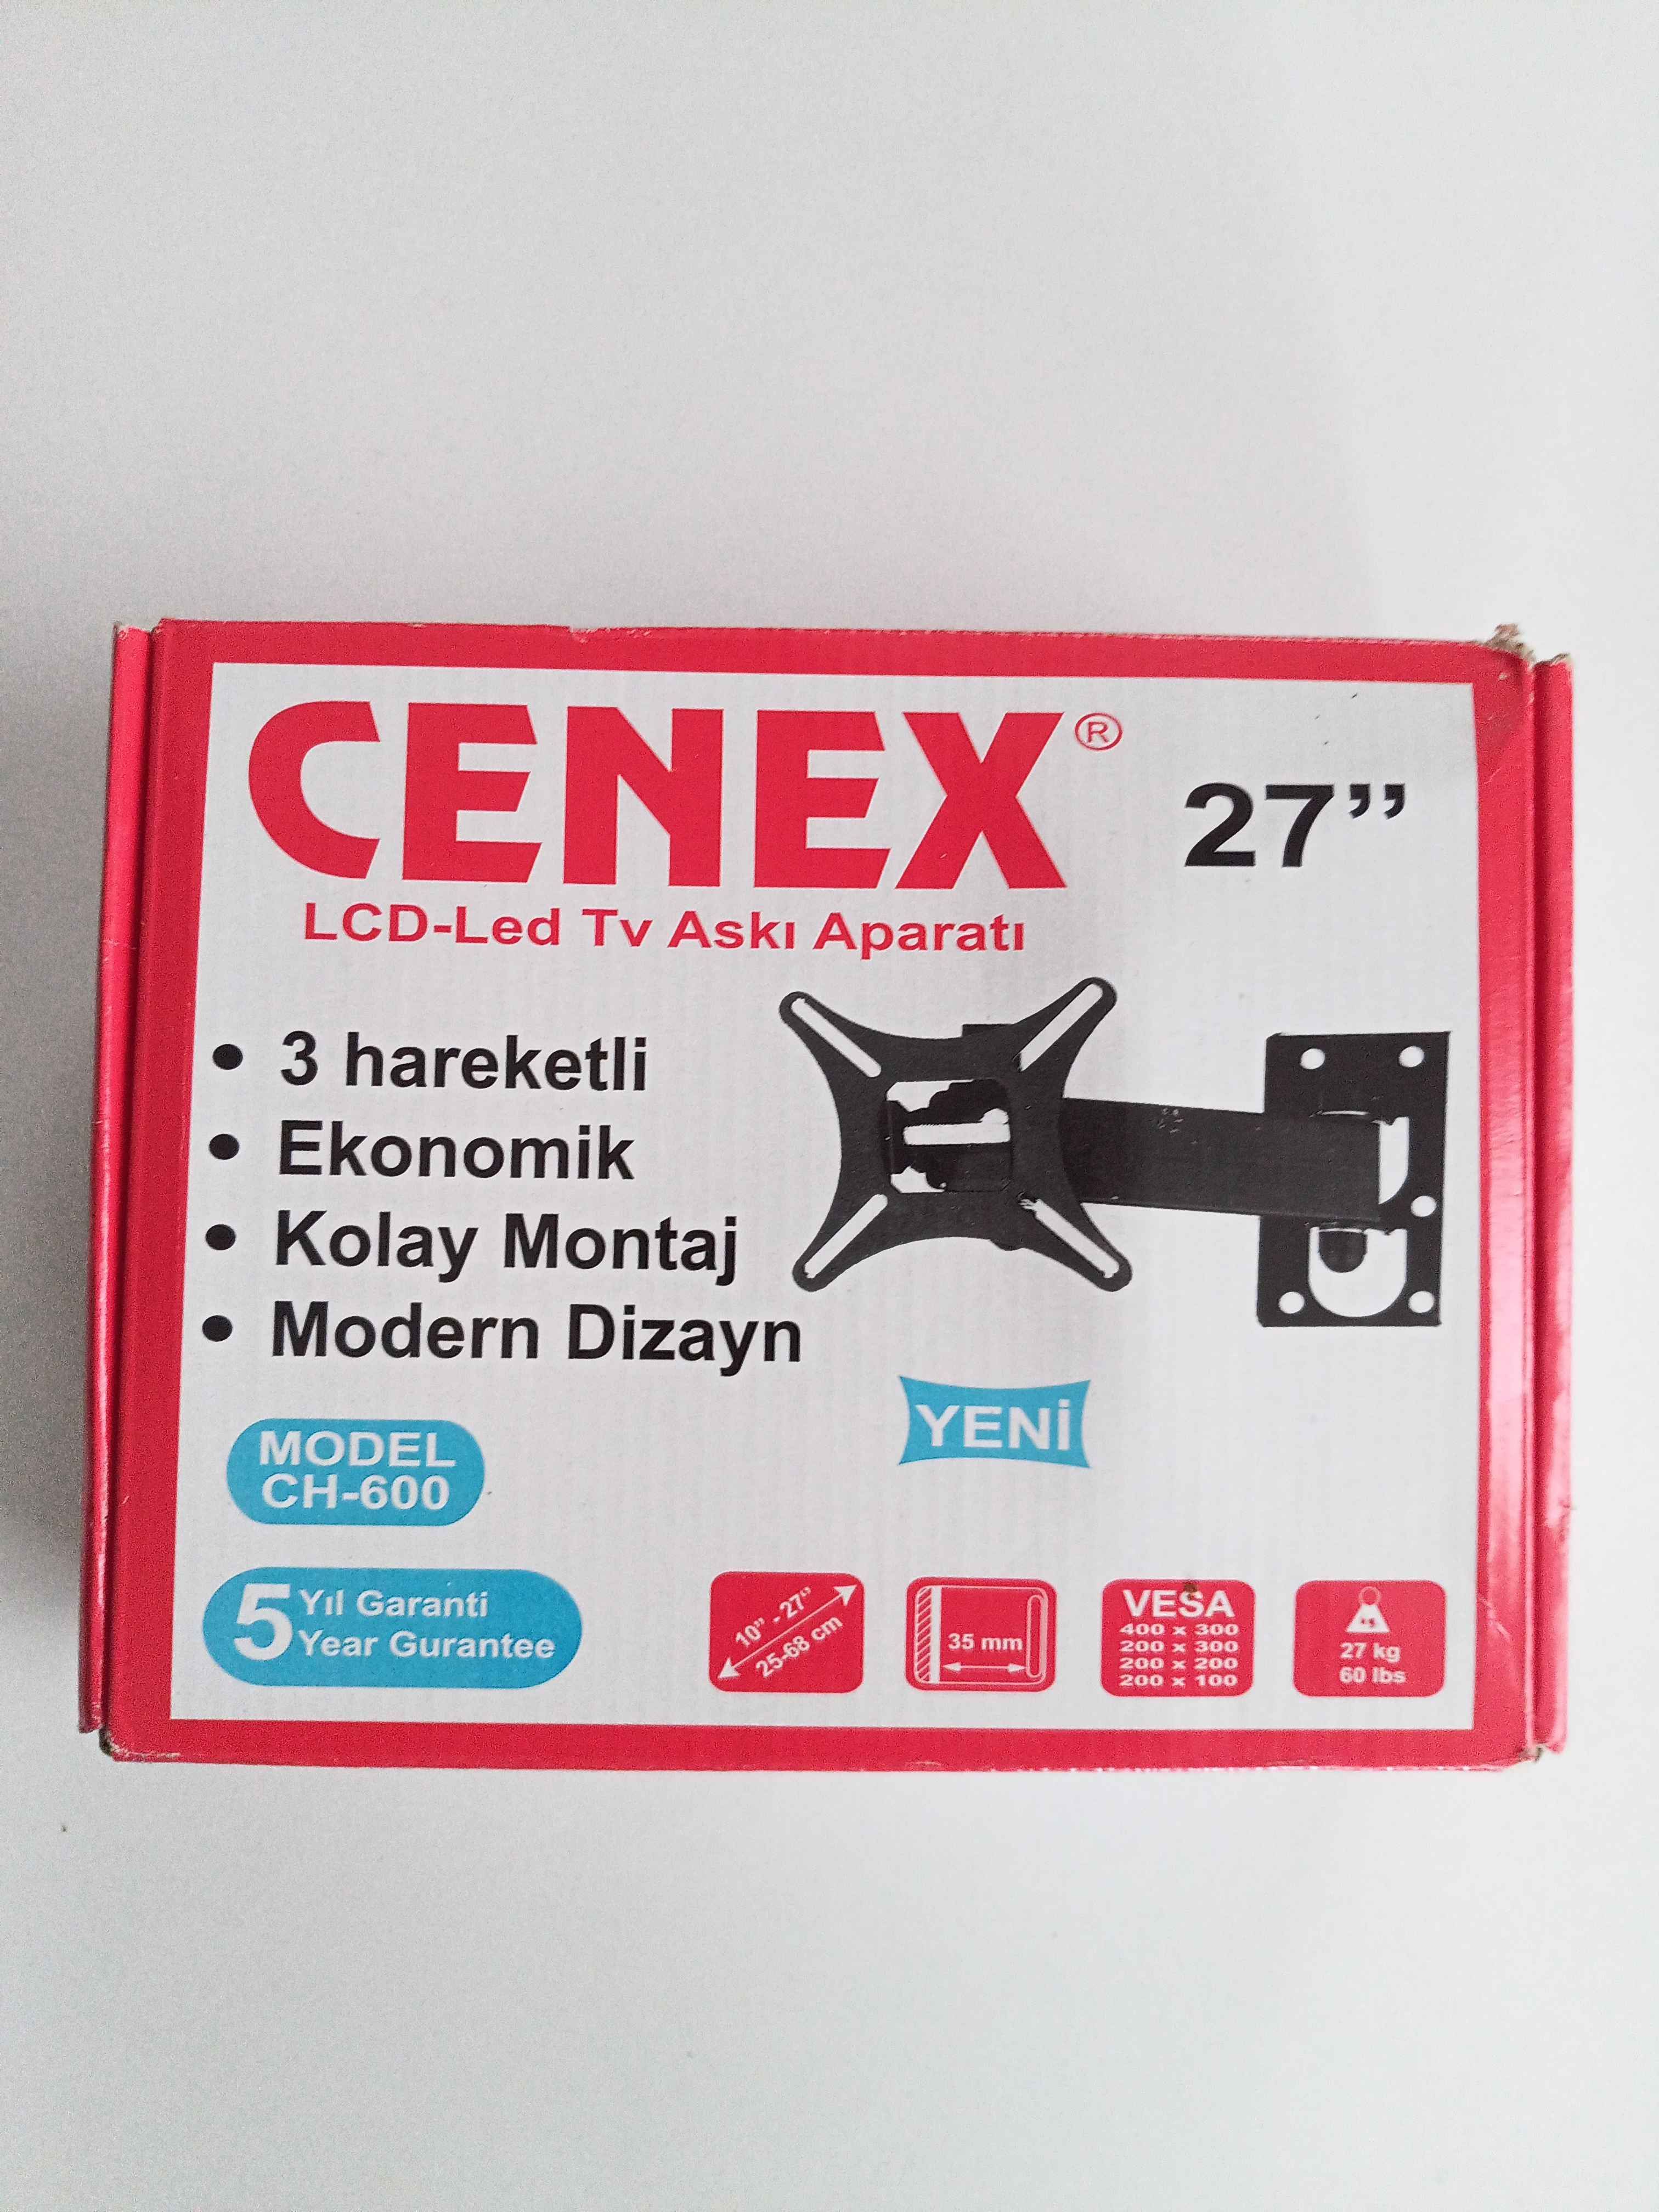 CENEX®
27’’
LCD-Led Tv Askı Aparatı
• 3 hareketli
• Ekonomik
• Kolay Montaj
• Modern Dizayn
YENİ
MODEL
CH-600
5 Yıl Garanti
Year Gurantee
10’’ - 27’’
25-68 cm
35 mm
VESA
400 x 300
200 x 300
200 x 200
200 x 100
27 kg
60 lbs